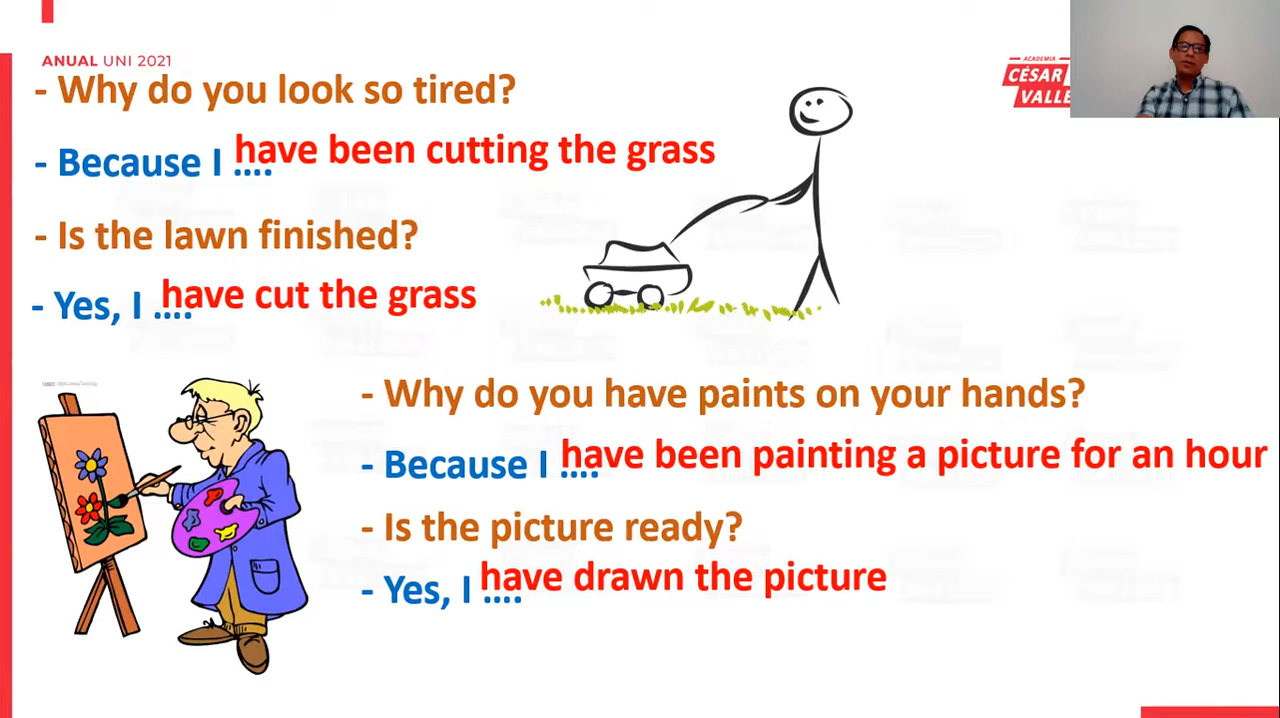 ANUAL UNI 2021
ACADEMIA
CÉSAR
VALLE
- Why do you look so tired?
- Because I .... have been cutting the grass
- Is the lawn finished?
- Yes, I .... have cut the grass
- Why do you have paints on your hands?
- Because I .... have been painting a picture for an hour
- Is the picture ready?
- Yes, I .... have drawn the picture